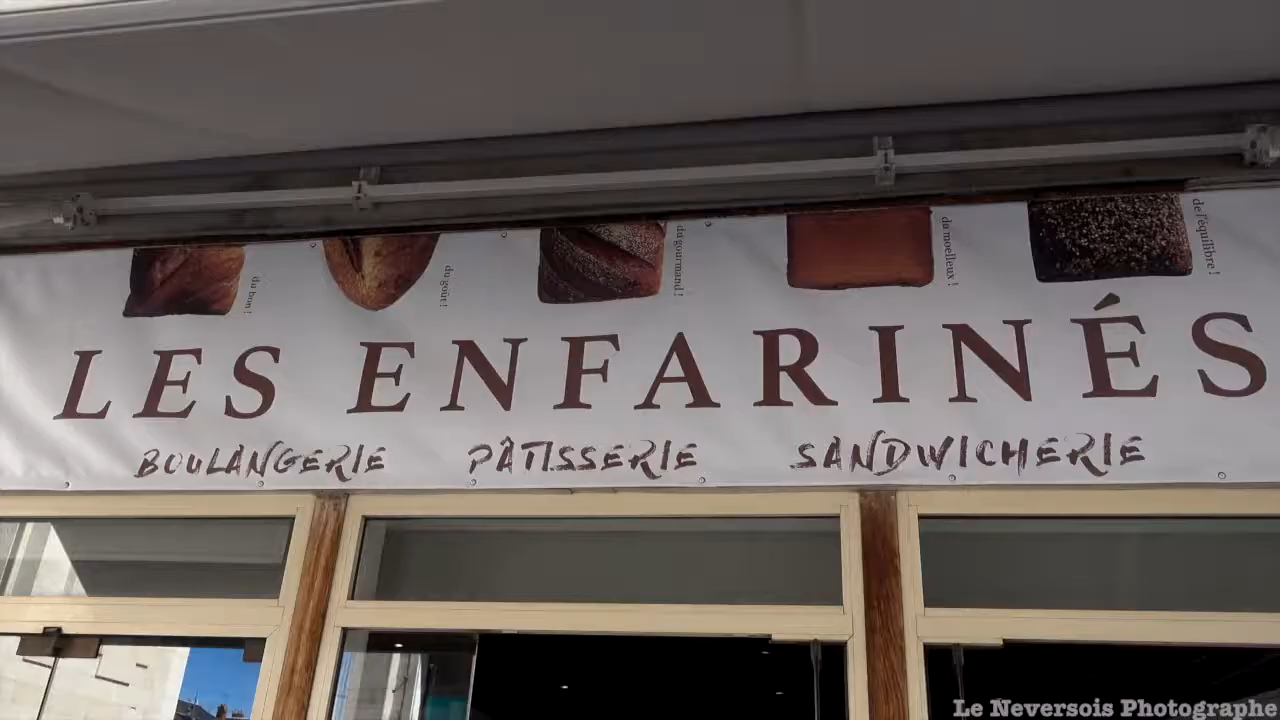 du bon !
du goût !
du gourmand !
du moelleux !
de l'équilibre !
LES ENFARINÉS
BOULANGERIE PÂTISSERIE SANDWICHERIE
Le Neversois Photographe